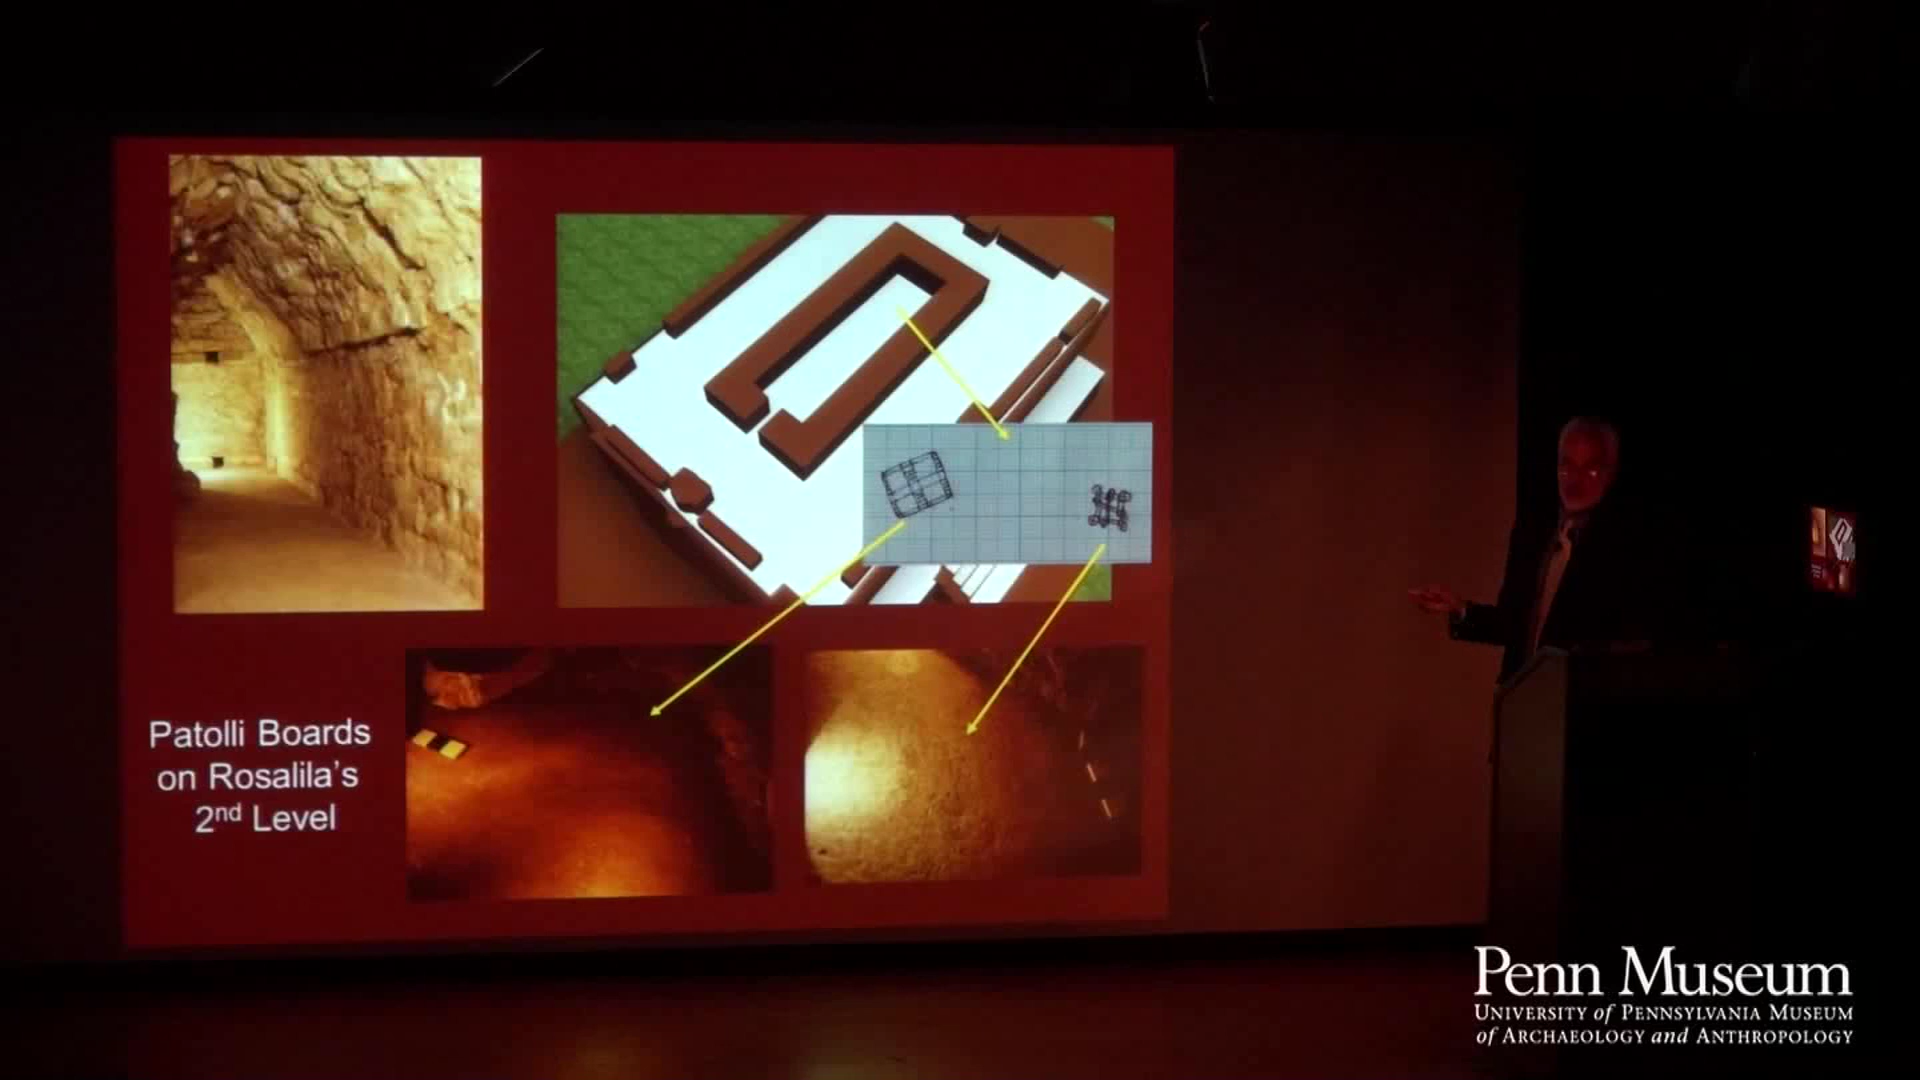 Patolli Boards
on Rosalila's
2nd Level
Penn Museum
UNIVERSITY of PENNSYLVANIA MUSEUM
of ARCHAEOLOGY and ANTHROPOLOGY